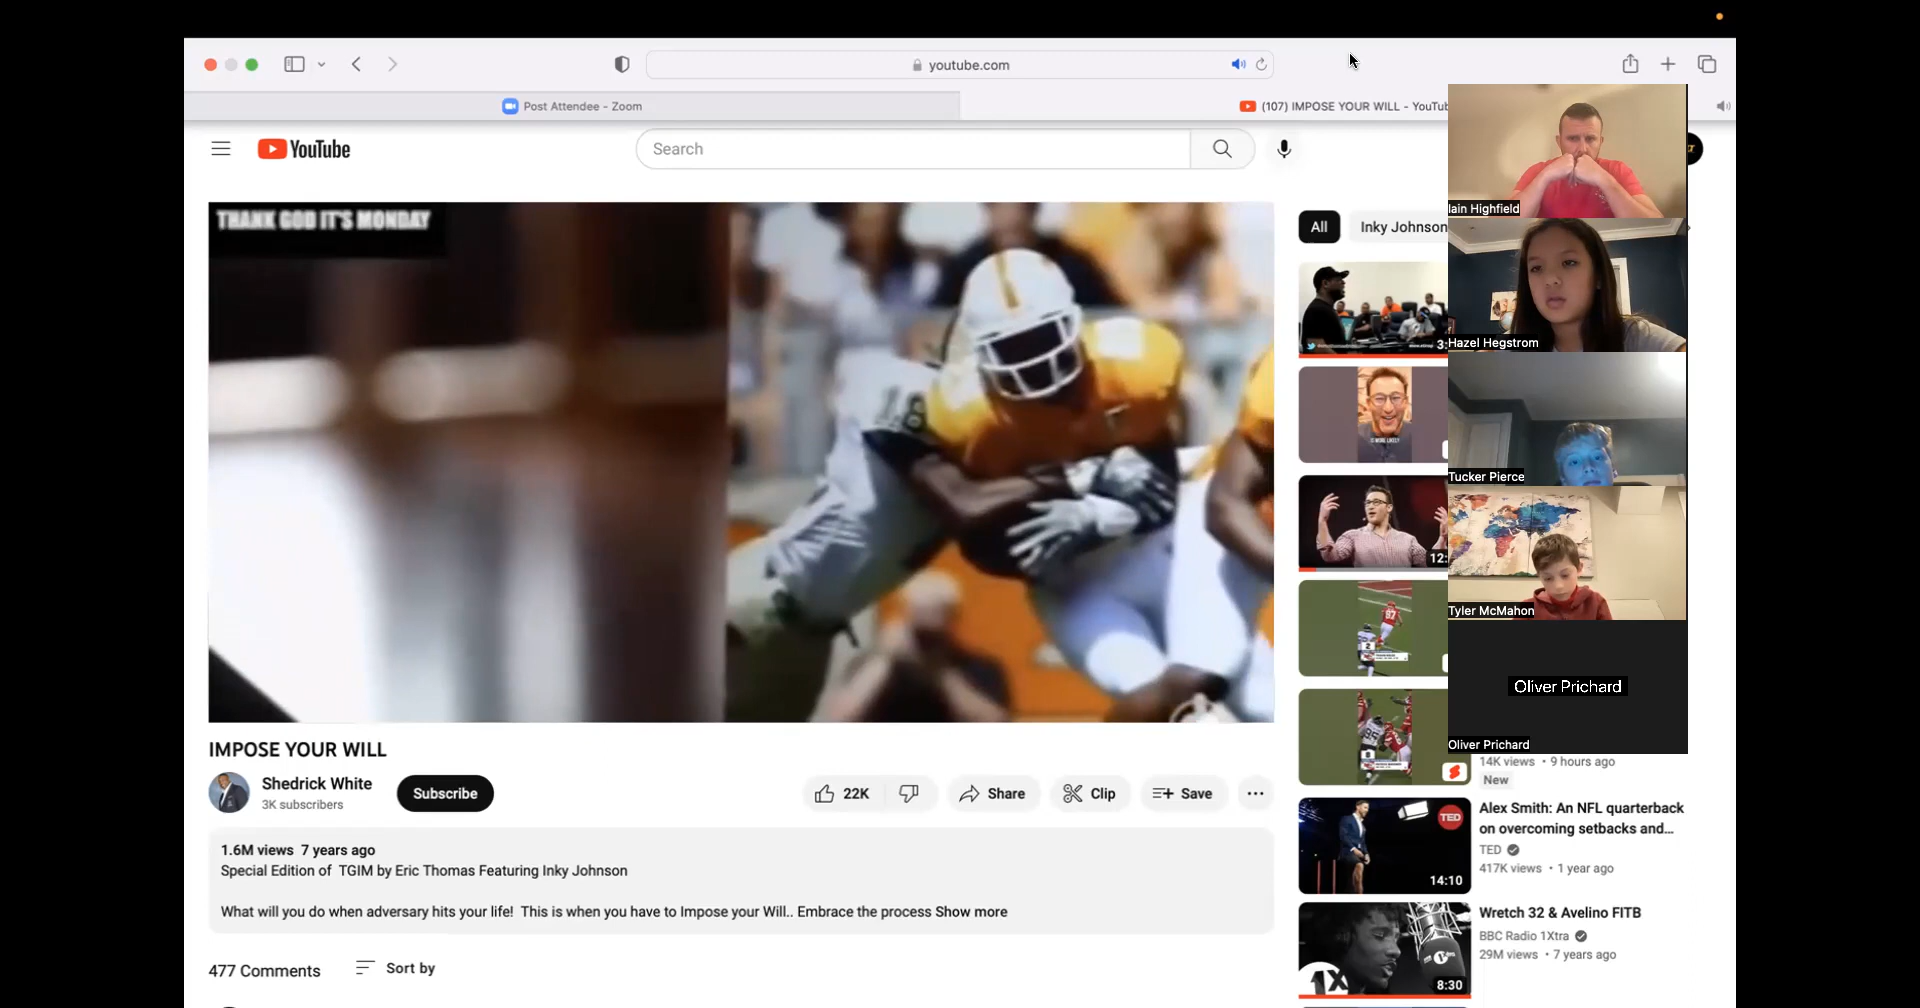 youtube.com
Post Attendee - Zoom
(107) IMPOSE YOUR WILL - YouTub
YouTube
Search
THANK GOD IT'S MONDAY
18
All
Inky Johnson
Iain Highfield
Hazel Hegstrom
Tucker Pierce
12:
Tyler McMahon
Oliver Prichard
Oliver Prichard
IMPOSE YOUR WILL
Shedrick White
3K subscribers
Subscribe
22K
Share
Clip
Save
1.6M views 7 years ago
Special Edition of TGIM by Eric Thomas Featuring Inky Johnson
What will you do when adversary hits your life! This is when you have to Impose your Will.. Embrace the process Show more
477 Comments
Sort by
14K views • 9 hours ago
New
Alex Smith: An NFL quarterback
on overcoming setbacks and...
TED
TED
417K views • 1 year ago
14:10
Wretch 32 & Avelino FITB
BBC Radio 1Xtra
29M views • 7 years ago
1X
8:30